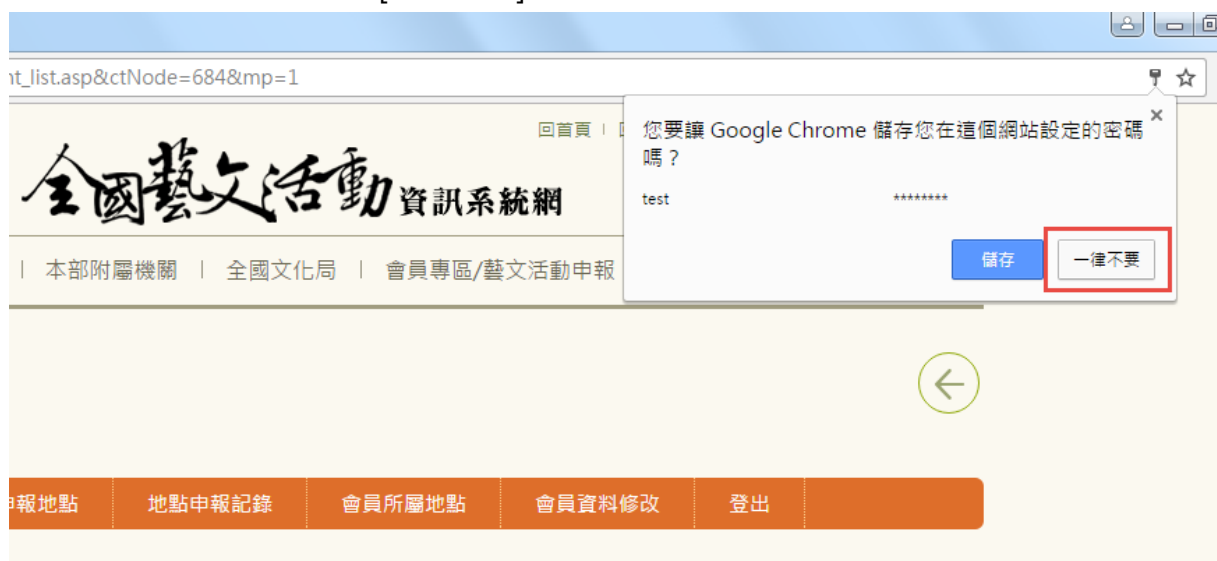 [ ]
nt_list.asp&ctNode=684&mp=1
回首頁
您要讓 Google Chrome 儲存您在這個網站設定的密碼
嗎？
全國藝文活動資訊系統網
test ********
儲存 一律不要
| 本部附屬機關 | 全國文化局 | 會員專區/藝文活動申報
報地點 地點申報記錄 會員所屬地點 會員資料修改 登出